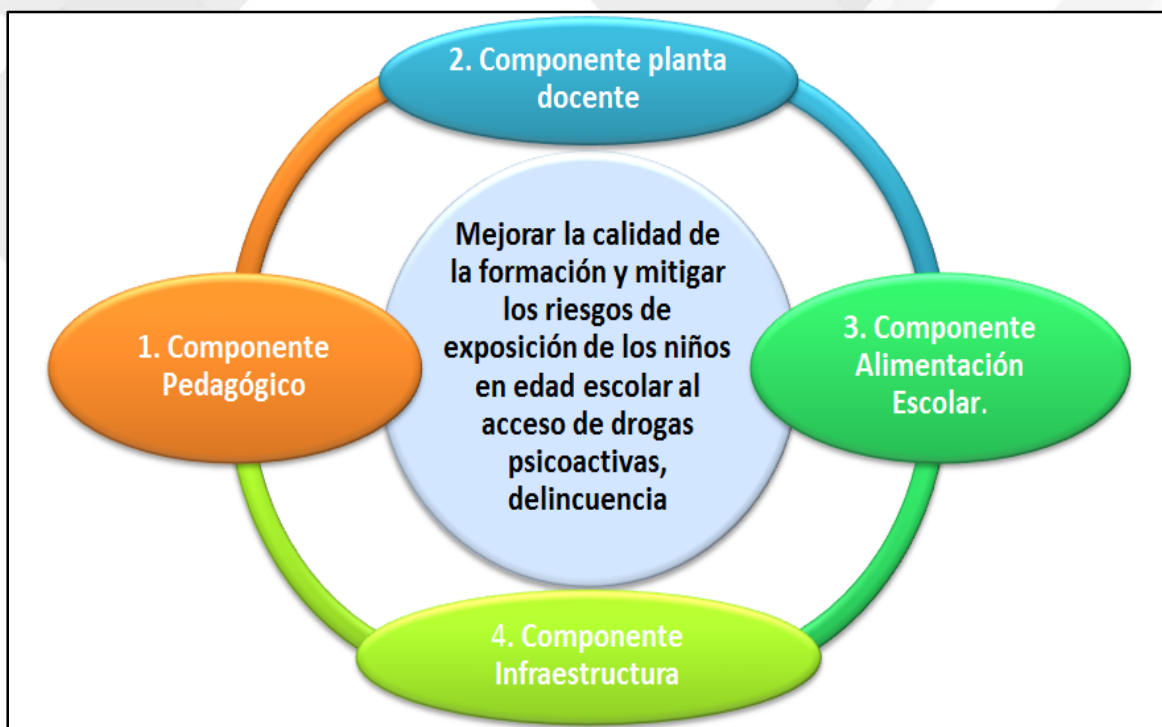 2. Componente planta
docente
Mejorar la calidad de
la formación y mitigar
los riesgos de
exposición de los niños
en edad escolar al
acceso de drogas
psicoactivas,
delincuencia
1. Componente
Pedagógico
3. Componente
Alimentación
Escolar.
4. Componente
Infraestructura